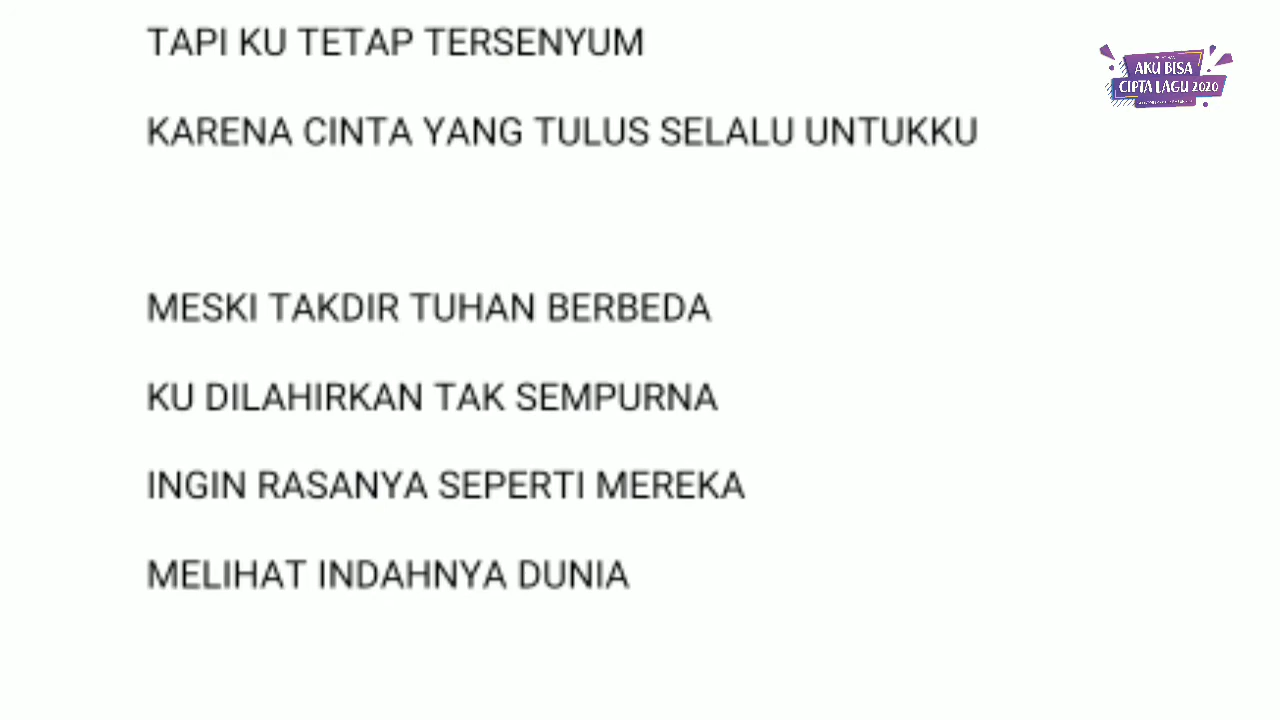 TAPI KU TETAP TERSENYUM
AKU BISA
CIPTA LAGU 2020
KARENA CINTA YANG TULUS SELALU UNTUKKU
MESKI TAKDIR TUHAN BERBEDA
KU DILAHIRKAN TAK SEMPURNA
INGIN RASANYA SEPERTI MEREKA
MELIHAT INDAHNYA DUNIA